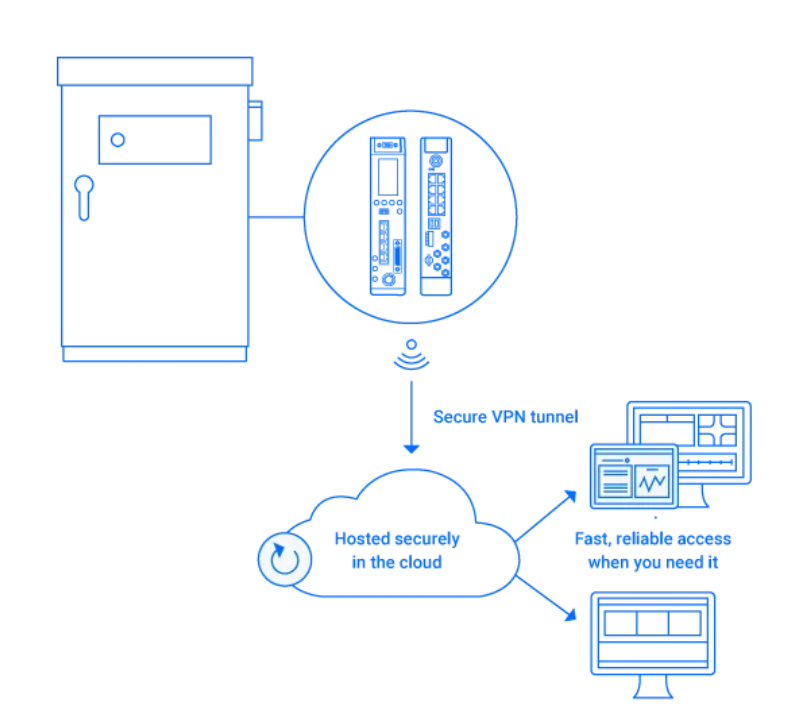 Secure VPN tunnel
Hosted securely
in the cloud
Fast, reliable access
when you need it